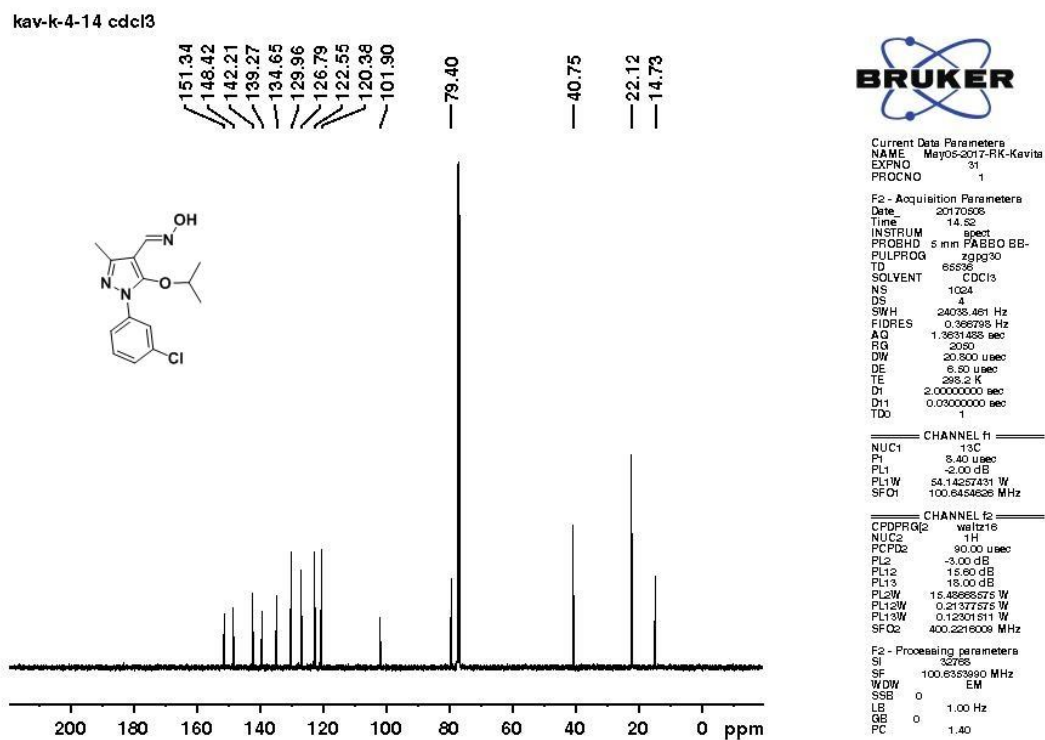 kav-k-4-14 cdcl3
151.34
148.42
142.21
139.27
134.65
129.96
126.79
122.55
120.38
101.90
79.40
40.75
22.12
14.73
OH
N
N
N
O
Cl
200 180 160 140 120 100 80 60 40 20 0 ppm
BRUKER
Current Data Parameters
NAME May05-2017-RK-Kavita
EXPNO 31
PROCNO 1
F2 - Acquisition Parameters
Date_ 20170506
Time 14.52
INSTRUM spect
PROBHD 5 mm PABBO BB-
PULPROG zgpg30
TD 65536
SOLVENT CDCl3
NS 1024
DS 4
SWH 24038.461 Hz
FIDRES 0.366798 Hz
AQ 1.3631488 sec
RG 2050
DW 20.800 usec
DE 6.50 usec
TE 298.2 K
D1 2.00000000 sec
D11 0.03000000 sec
TD0 1
CHANNEL f1
NUC1 13C
P1 8.40 usec
PL1 -2.00 dB
PL1W 54.14257431 W
SFO1 100.6454628 MHz
CHANNEL f2
CPDPRG[2 waltz16
NUC2 1H
PCPD2 90.00 usec
PL2 -3.00 dB
PL12 15.60 dB
PL13 18.00 dB
PL2W 15.48668575 W
PL12W 0.21377575 W
PL13W 0.12301511 W
SFO2 400.2216009 MHz
F2 - Processing parameters
SI 32768
SF 100.6353990 MHz
WDW EM
SSB 0
LB 1.00 Hz
GB 0
PC 1.40